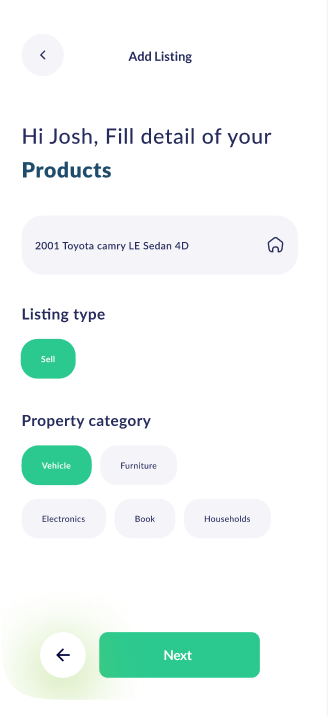 Add Listing
Hi Josh, Fill detail of your
Products
2001 Toyota camry LE Sedan 4D
Listing type
Sell
Property category
Vehicle
Furniture
Electronics
Book
Households
Next